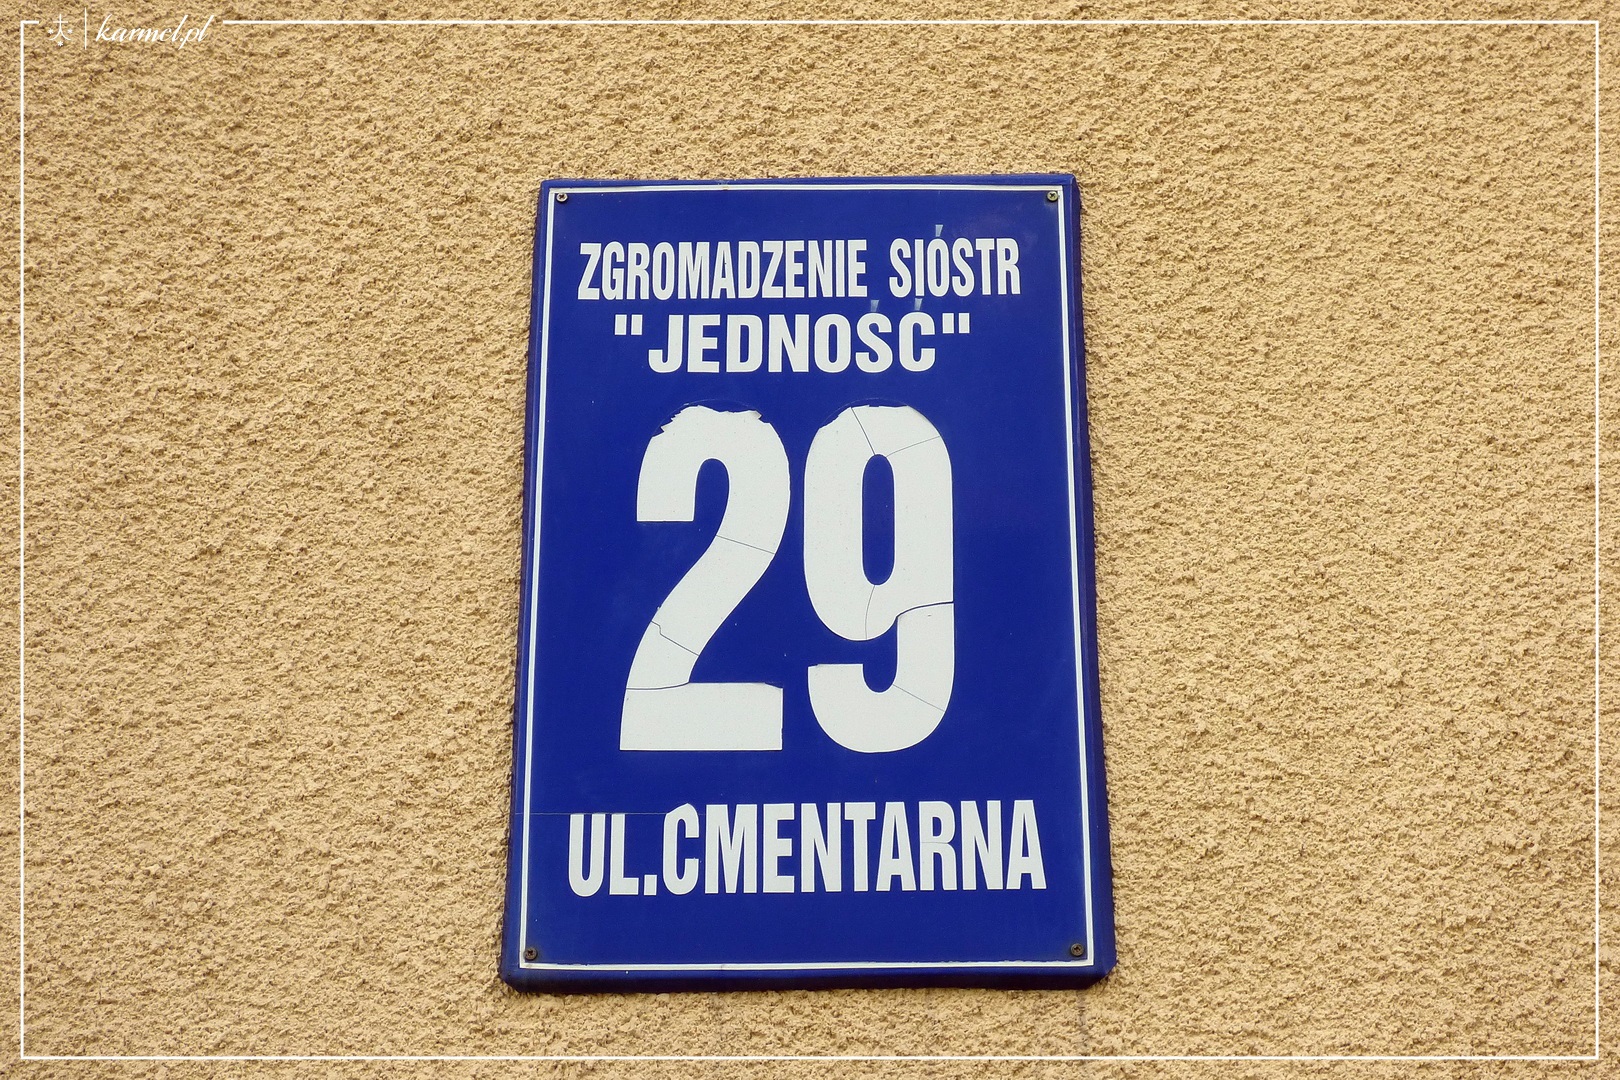 karmel.pl
ZGROMADZENIE SIÓSTR
"JEDNOŚĆ"
29
UL.CMENTARNA